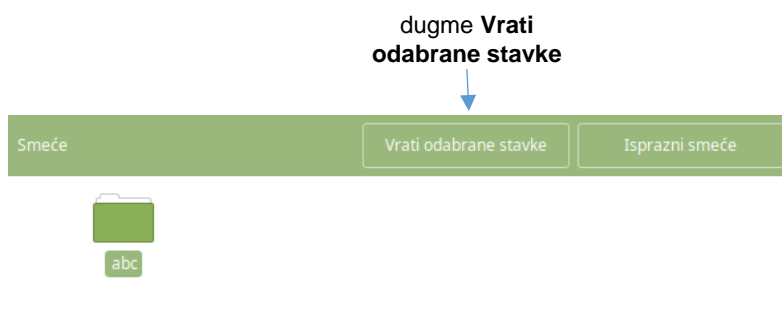 dugme Vrati
odabrane stavke
Smeće
Vrati odabrane stavke
Isprazni smeće
abc